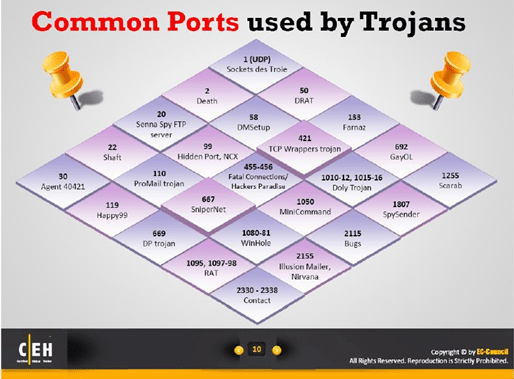 Common Ports used by Trojans
1 (UDP)
Sockets des Troie
2
Death
50
DRAT
20
Senna Spy FTP
server
58
DMSetup
133
Farnaz
22
Shaft
99
Hidden Port, NCX
421
TCP Wrappers trojan
692
GayOL
30
Agent 40421
110
ProMail trojan
455-456
Fatal Connections/
Hackers Paradise
1010-12, 1015-16
Doly Trojan
1255
Scarab
119
Happy99
667
SniperNet
1050
MiniCommand
1807
SpySender
669
DP trojan
1080-81
WinHole
2115
Bugs
1095, 1097-98
RAT
2155
Illusion Mailer,
Nirvana
2330 - 2338
Contact
C|EH
10
Copyright © by EC-Council
All Rights Reserved. Reproduction is Strictly Prohibited.